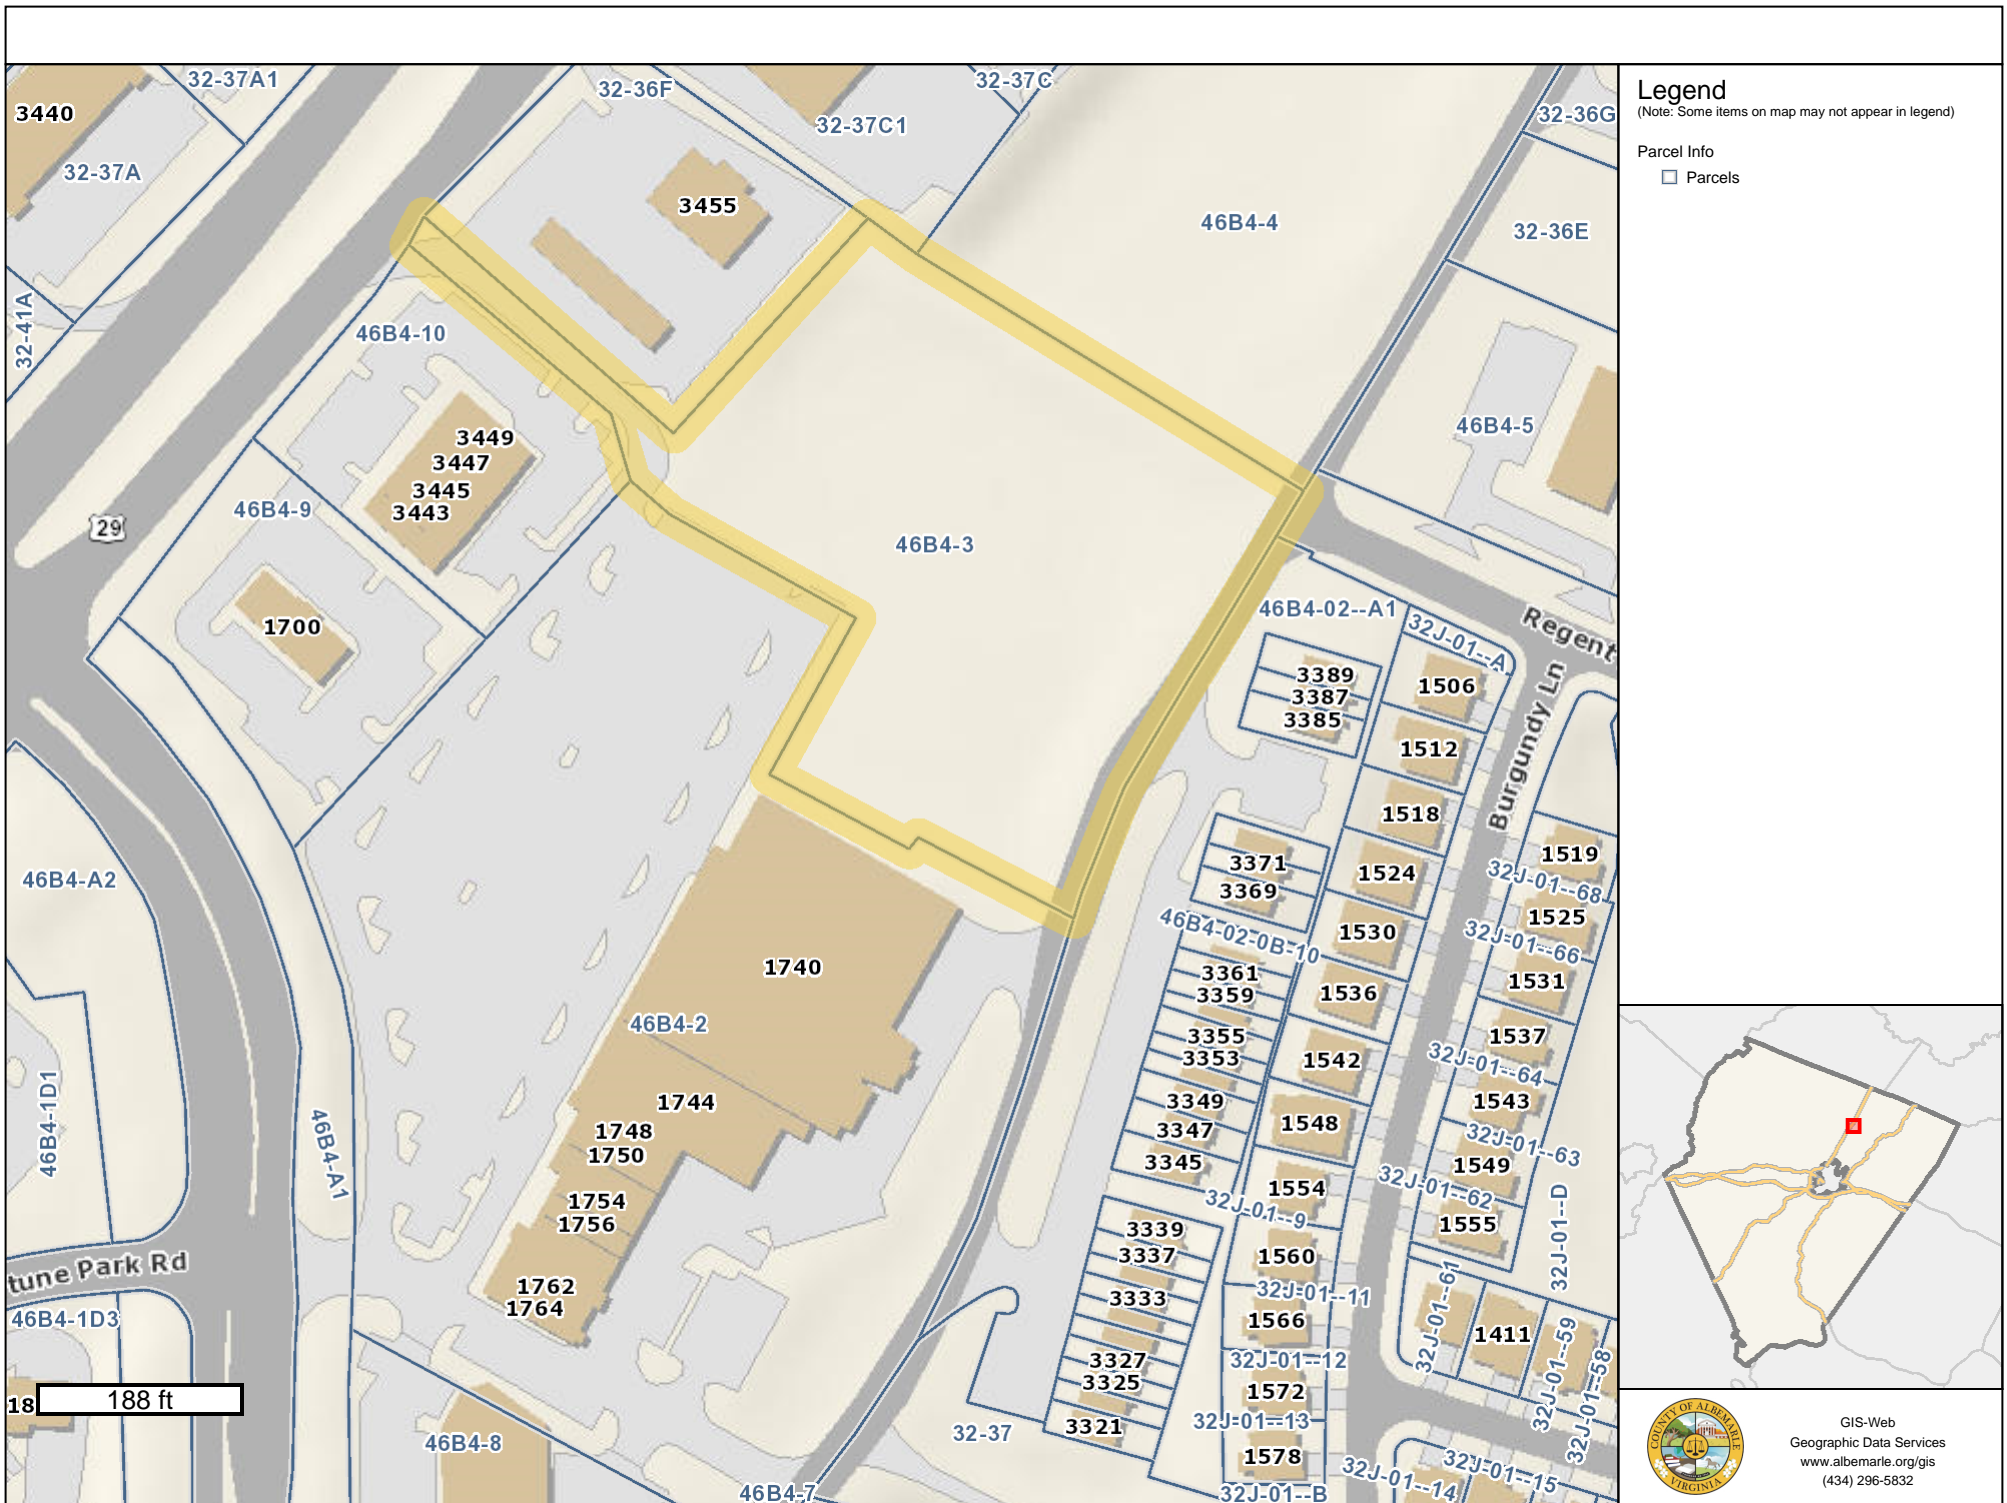 32-37A1
32-36F
32-37C
3440
32-37C1
32-36G
32-37A
3455
46B4-4
32-36E
32-41A
46B4-10
46B4-5
3449
3447
3445
3443
46B4-9
29
46B4-3
1700
46B4-02--A1
32J-01--A
Regent
Burgundy Ln
3389
3387
3385
1506
1512
1518
1519
3371
3369
1524
32J-01--68
46B4-A2
1525
46B4-02-0B-10
1530
32J-01--66
1740
3361
3359
1536
1531
46B4-2
3355
3353
1537
1542
32J-01--64
46B4-1D1
1744
3349
1543
1748
1750
3347
1548
32J-01--63
46B4-A1
3345
1549
1754
1756
1554
32J-01--62
32J-01--9
1555
32J-01--D
3339
3337
1560
tune Park Rd
1762
1764
3333
32J-01--11
32J-01--61
46B4-1D3
1566
1411
32J-01--59
32J-01--58
3327
3325
32J-01--12
1572
18
188 ft
32-37
3321
32J-01--13
46B4-8
1578
32J-01--14
32J-01--15
46B4-7
32J-01--B
Legend
(Note: Some items on map may not appear in legend)
Parcel Info
Parcels
COUNTY OF ALBEMARLE
VIRGINIA
GIS-Web
Geographic Data Services
www.albemarle.org/gis
(434) 296-5832